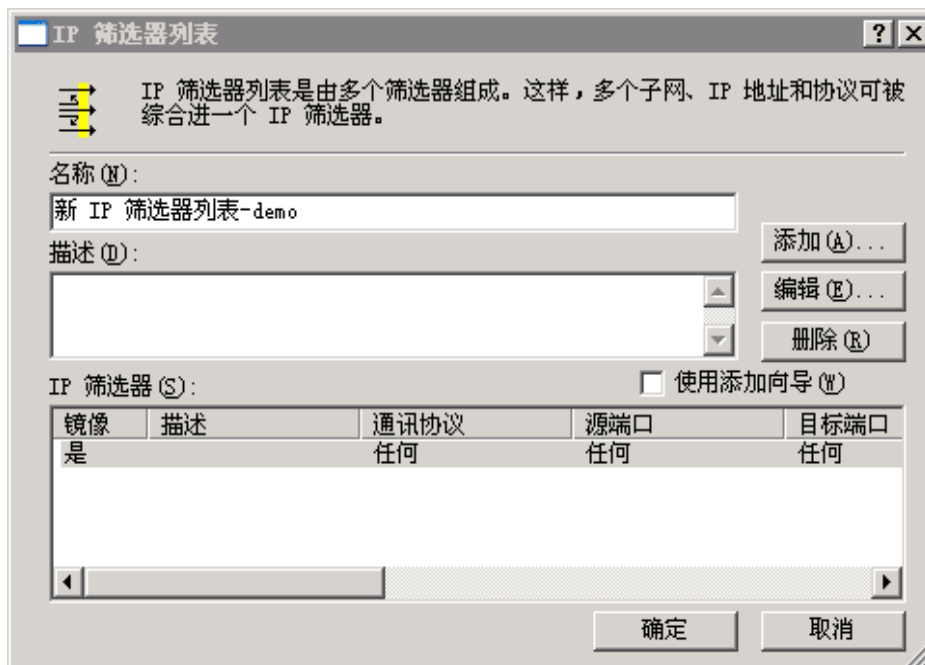 IP 筛选器列表
IP 筛选器列表是由多个筛选器组成。这样，多个子网、IP 地址和协议可被
综合进一个 IP 筛选器。
名称(N):
新 IP 筛选器列表-demo
添加(A)...
描述(D):
编辑(E)...
删除(R)
IP 筛选器(S):
使用添加向导(W)
镜像 描述 通讯协议 源端口 目标端口
是 任何 任何 任何
确定 取消